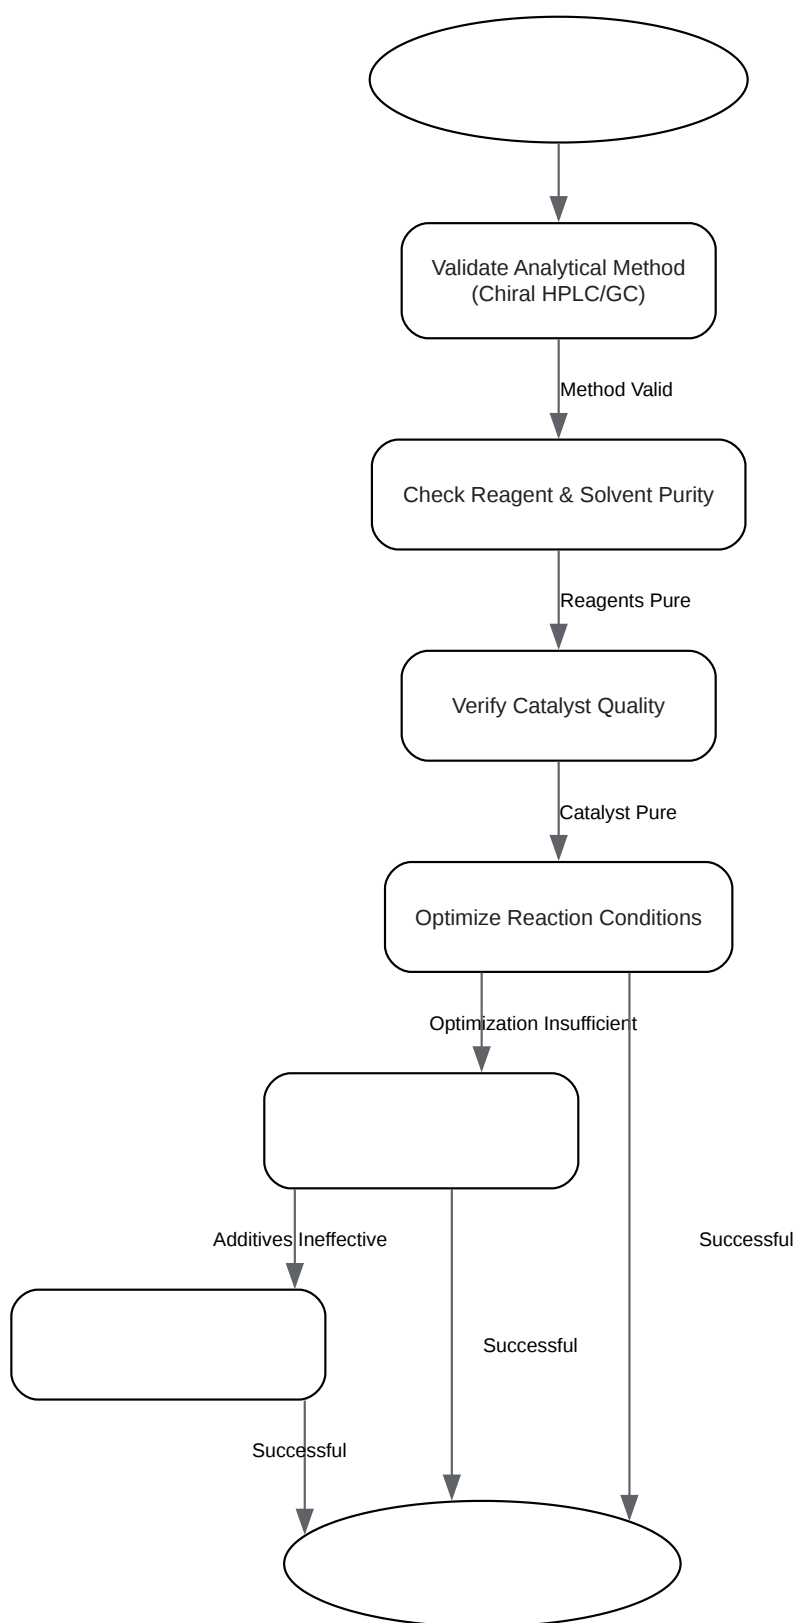 Validate Analytical Method
(Chiral HPLC/GC)
Method Valid
Check Reagent & Solvent Purity
Reagents Pure
Verify Catalyst Quality
Catalyst Pure
Optimize Reaction Conditions
Optimization Insufficient
Additives Ineffective
Successful
Successful
Successful